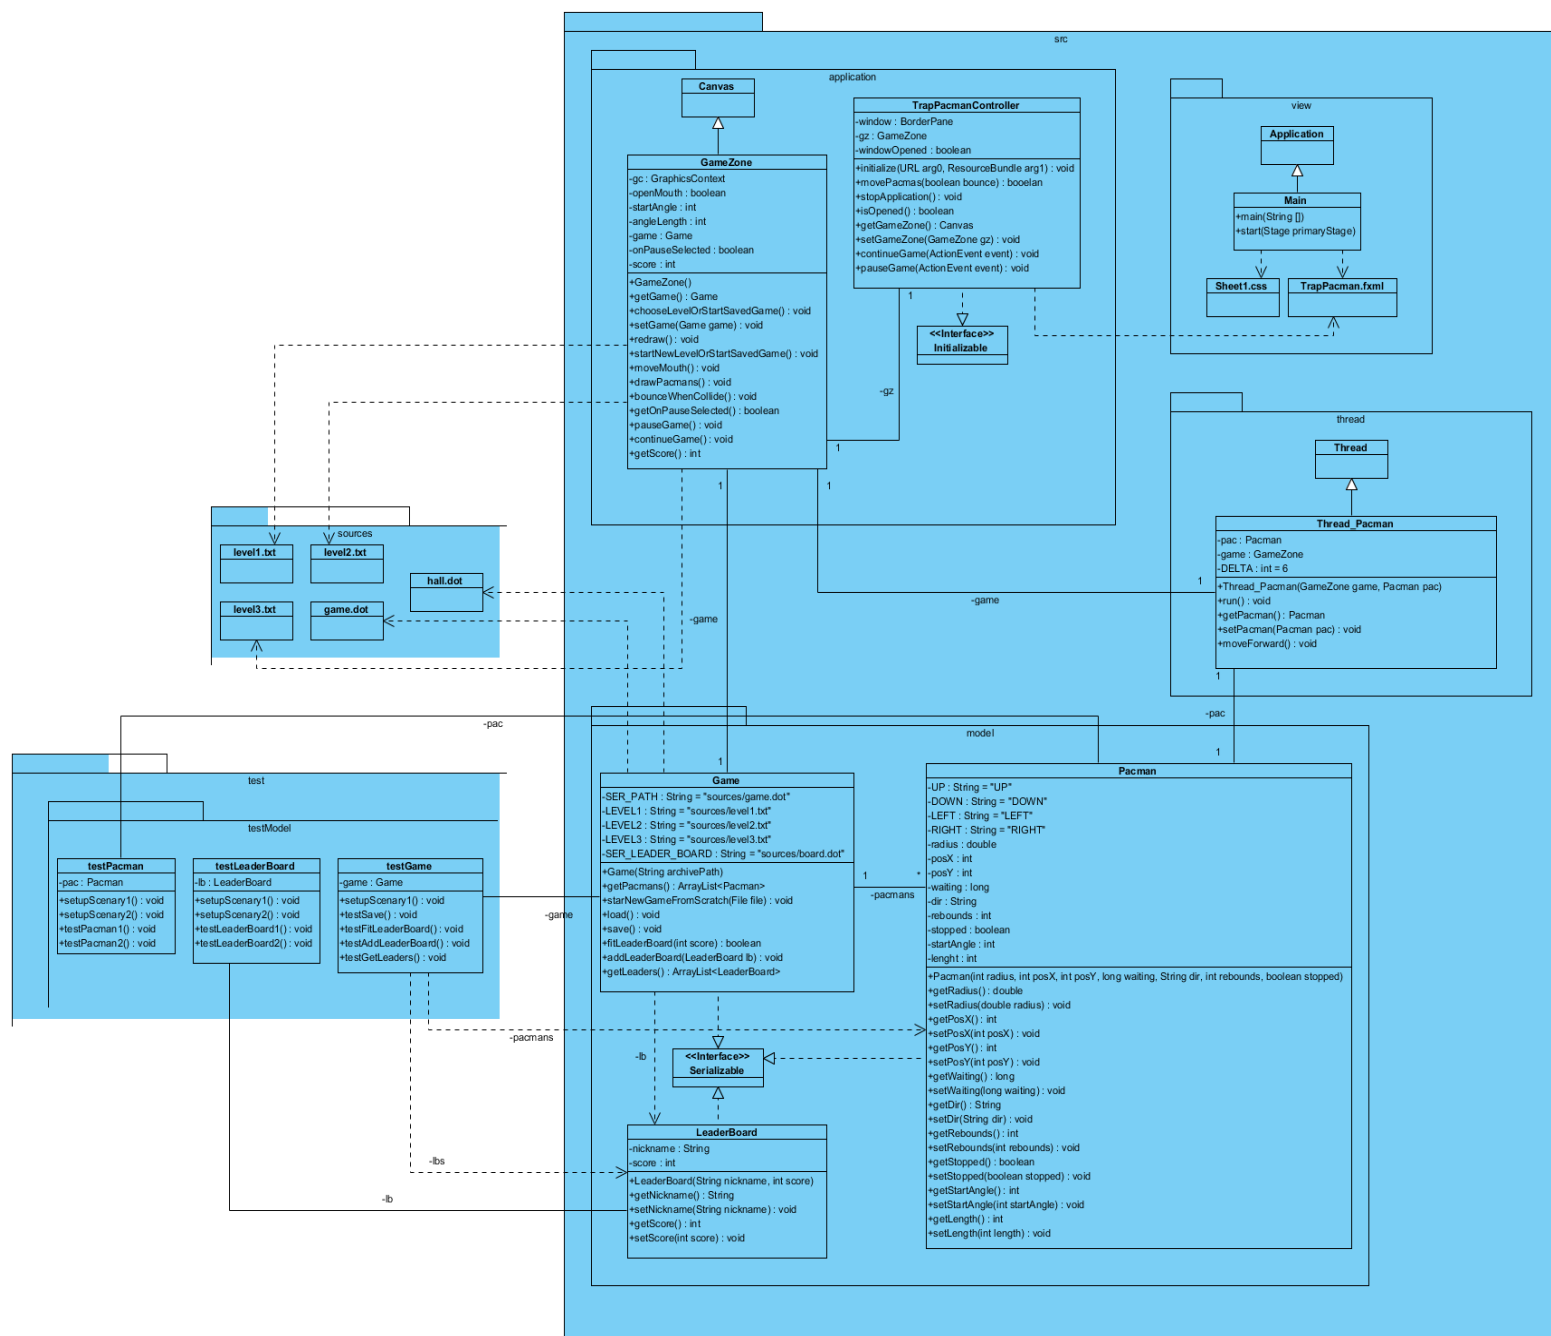 src
application
Canvas
GameZone
-gc : GraphicsContext
-openMouth : boolean
-startAngle : int
-angleLength : int
-game : Game
-onPauseSelected : boolean
-score : int
+GameZone()
+getGame() : Game
+chooseLevelOrStartSavedGame() : void
+setGame(Game game) : void
+redraw() : void
+startNewLevelOrStartSavedGame() : void
+moveMouth() : void
+drawPacmans() : void
+bounceWhenCollide() : void
+getOnPauseSelected() : boolean
+pauseGame() : void
+continueGame() : void
+getScore() : int
TrapPacmanController
-window : BorderPane
-gz : GameZone
-windowOpened : boolean
+initialize(URL arg0, ResourceBundle arg1) : void
+movePacmas(boolean bounce) : booelan
+stopApplication() : void
+isOpened() : boolean
+getGameZone() : Canvas
+setGameZone(GameZone gz) : void
+continueGame(ActionEvent event) : void
+pauseGame(ActionEvent event) : void
1
<<Interface>>
Initializable
-gz
1
1
1
view
Application
Main
+main(String [])
+start(Stage primaryStage)
Sheet1.css
TrapPacman.fxml
thread
Thread
Thread_Pacman
-pac : Pacman
-game : GameZone
-DELTA : int = 6
+Thread_Pacman(GameZone game, Pacman pac)
+run() : void
+getPacman() : Pacman
+setPacman(Pacman pac) : void
+moveForward() : void
1
-game
1
-pac
1
sources
level1.txt
level2.txt
hall.dot
level3.txt
game.dot
-game
1
-pac
test
testModel
testPacman
-pac : Pacman
+setupScenary1() : void
+setupScenary2() : void
+testPacman1() : void
+testPacman2() : void
testLeaderBoard
-lb : LeaderBoard
+setupScenary1() : void
+setupScenary2() : void
+testLeaderBoard1() : void
+testLeaderBoard2() : void
testGame
-game : Game
+setupScenary1() : void
+testSave() : void
+testFitLeaderBoard() : void
+testAddLeaderBoard() : void
+testGetLeaders() : void
-game
-pacmans
-lbs
-lb
model
Game
-SER_PATH : String = "sources/game.dot"
-LEVEL1 : String = "sources/level1.txt"
-LEVEL2 : String = "sources/level2.txt"
-LEVEL3 : String = "sources/level3.txt"
-SER_LEADER_BOARD : String = "sources/board.dot"
+Game(String archivePath)
+getPacmans() : ArrayList<Pacman>
+starNewGameFromScratch(File file) : void
+load() : void
+save() : void
+fitLeaderBoard(int score) : boolean
+addLeaderBoard(LeaderBoard lb) : void
+getLeaders() : ArrayList<LeaderBoard>
1
*
-pacmans
-lb
<<Interface>>
Serializable
LeaderBoard
-nickname : String
-score : int
+LeaderBoard(String nickname, int score)
+getNickname() : String
+setNickname(String nickname) : void
+getScore() : int
+setScore(int score) : void
Pacman
-UP : String = "UP"
-DOWN : String = "DOWN"
-LEFT : String = "LEFT"
-RIGHT : String = "RIGHT"
-radius : double
-posX : int
-posY : int
-waiting : long
-dir : String
-rebounds : int
-stopped : boolean
-startAngle : int
-lenght : int
+Pacman(int radius, int posX, int posY, long waiting, String dir, int rebounds, boolean stopped)
+getRadius() : double
+setRadius(double radius) : void
+getPosX() : int
+setPosX(int posX) : void
+getPosY() : int
+setPosY(int posY) : void
+getWaiting() : long
+setWaiting(long waiting) : void
+getDir() : String
+setDir(String dir) : void
+getRebounds() : int
+setRebounds(int rebounds) : void
+getStopped() : boolean
+setStopped(boolean stopped) : void
+getStartAngle() : int
+setStartAngle(int startAngle) : void
+getLength() : int
+setLength(int length) : void